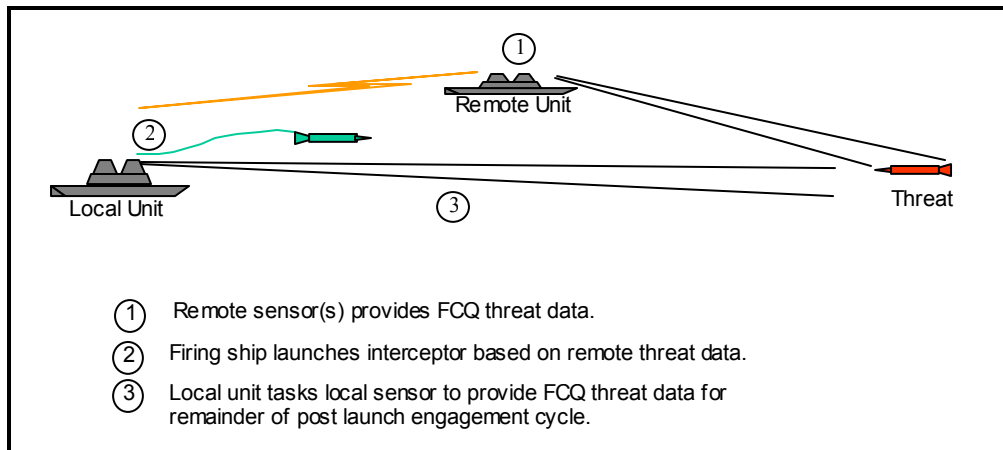 1
Remote Unit
2
Local Unit
3
Threat
1 Remote sensor(s) provides FCQ threat data.
2 Firing ship launches interceptor based on remote threat data.
3 Local unit tasks local sensor to provide FCQ threat data for
remainder of post launch engagement cycle.